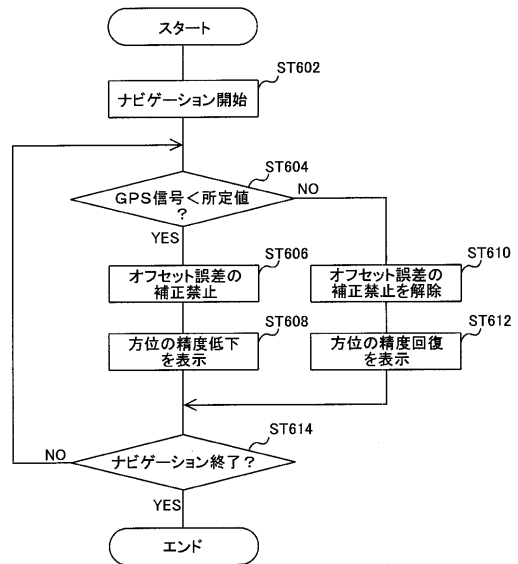 スタート
ST602
ナビゲーション開始
ST604
GPS信号<所定値
?
NO
YES
ST606
オフセット誤差の
補正禁止
ST610
オフセット誤差の
補正禁止を解除
ST608
方位の精度低下
を表示
ST612
方位の精度回復
を表示
ST614
ナビゲーション終了?
NO
YES
エンド